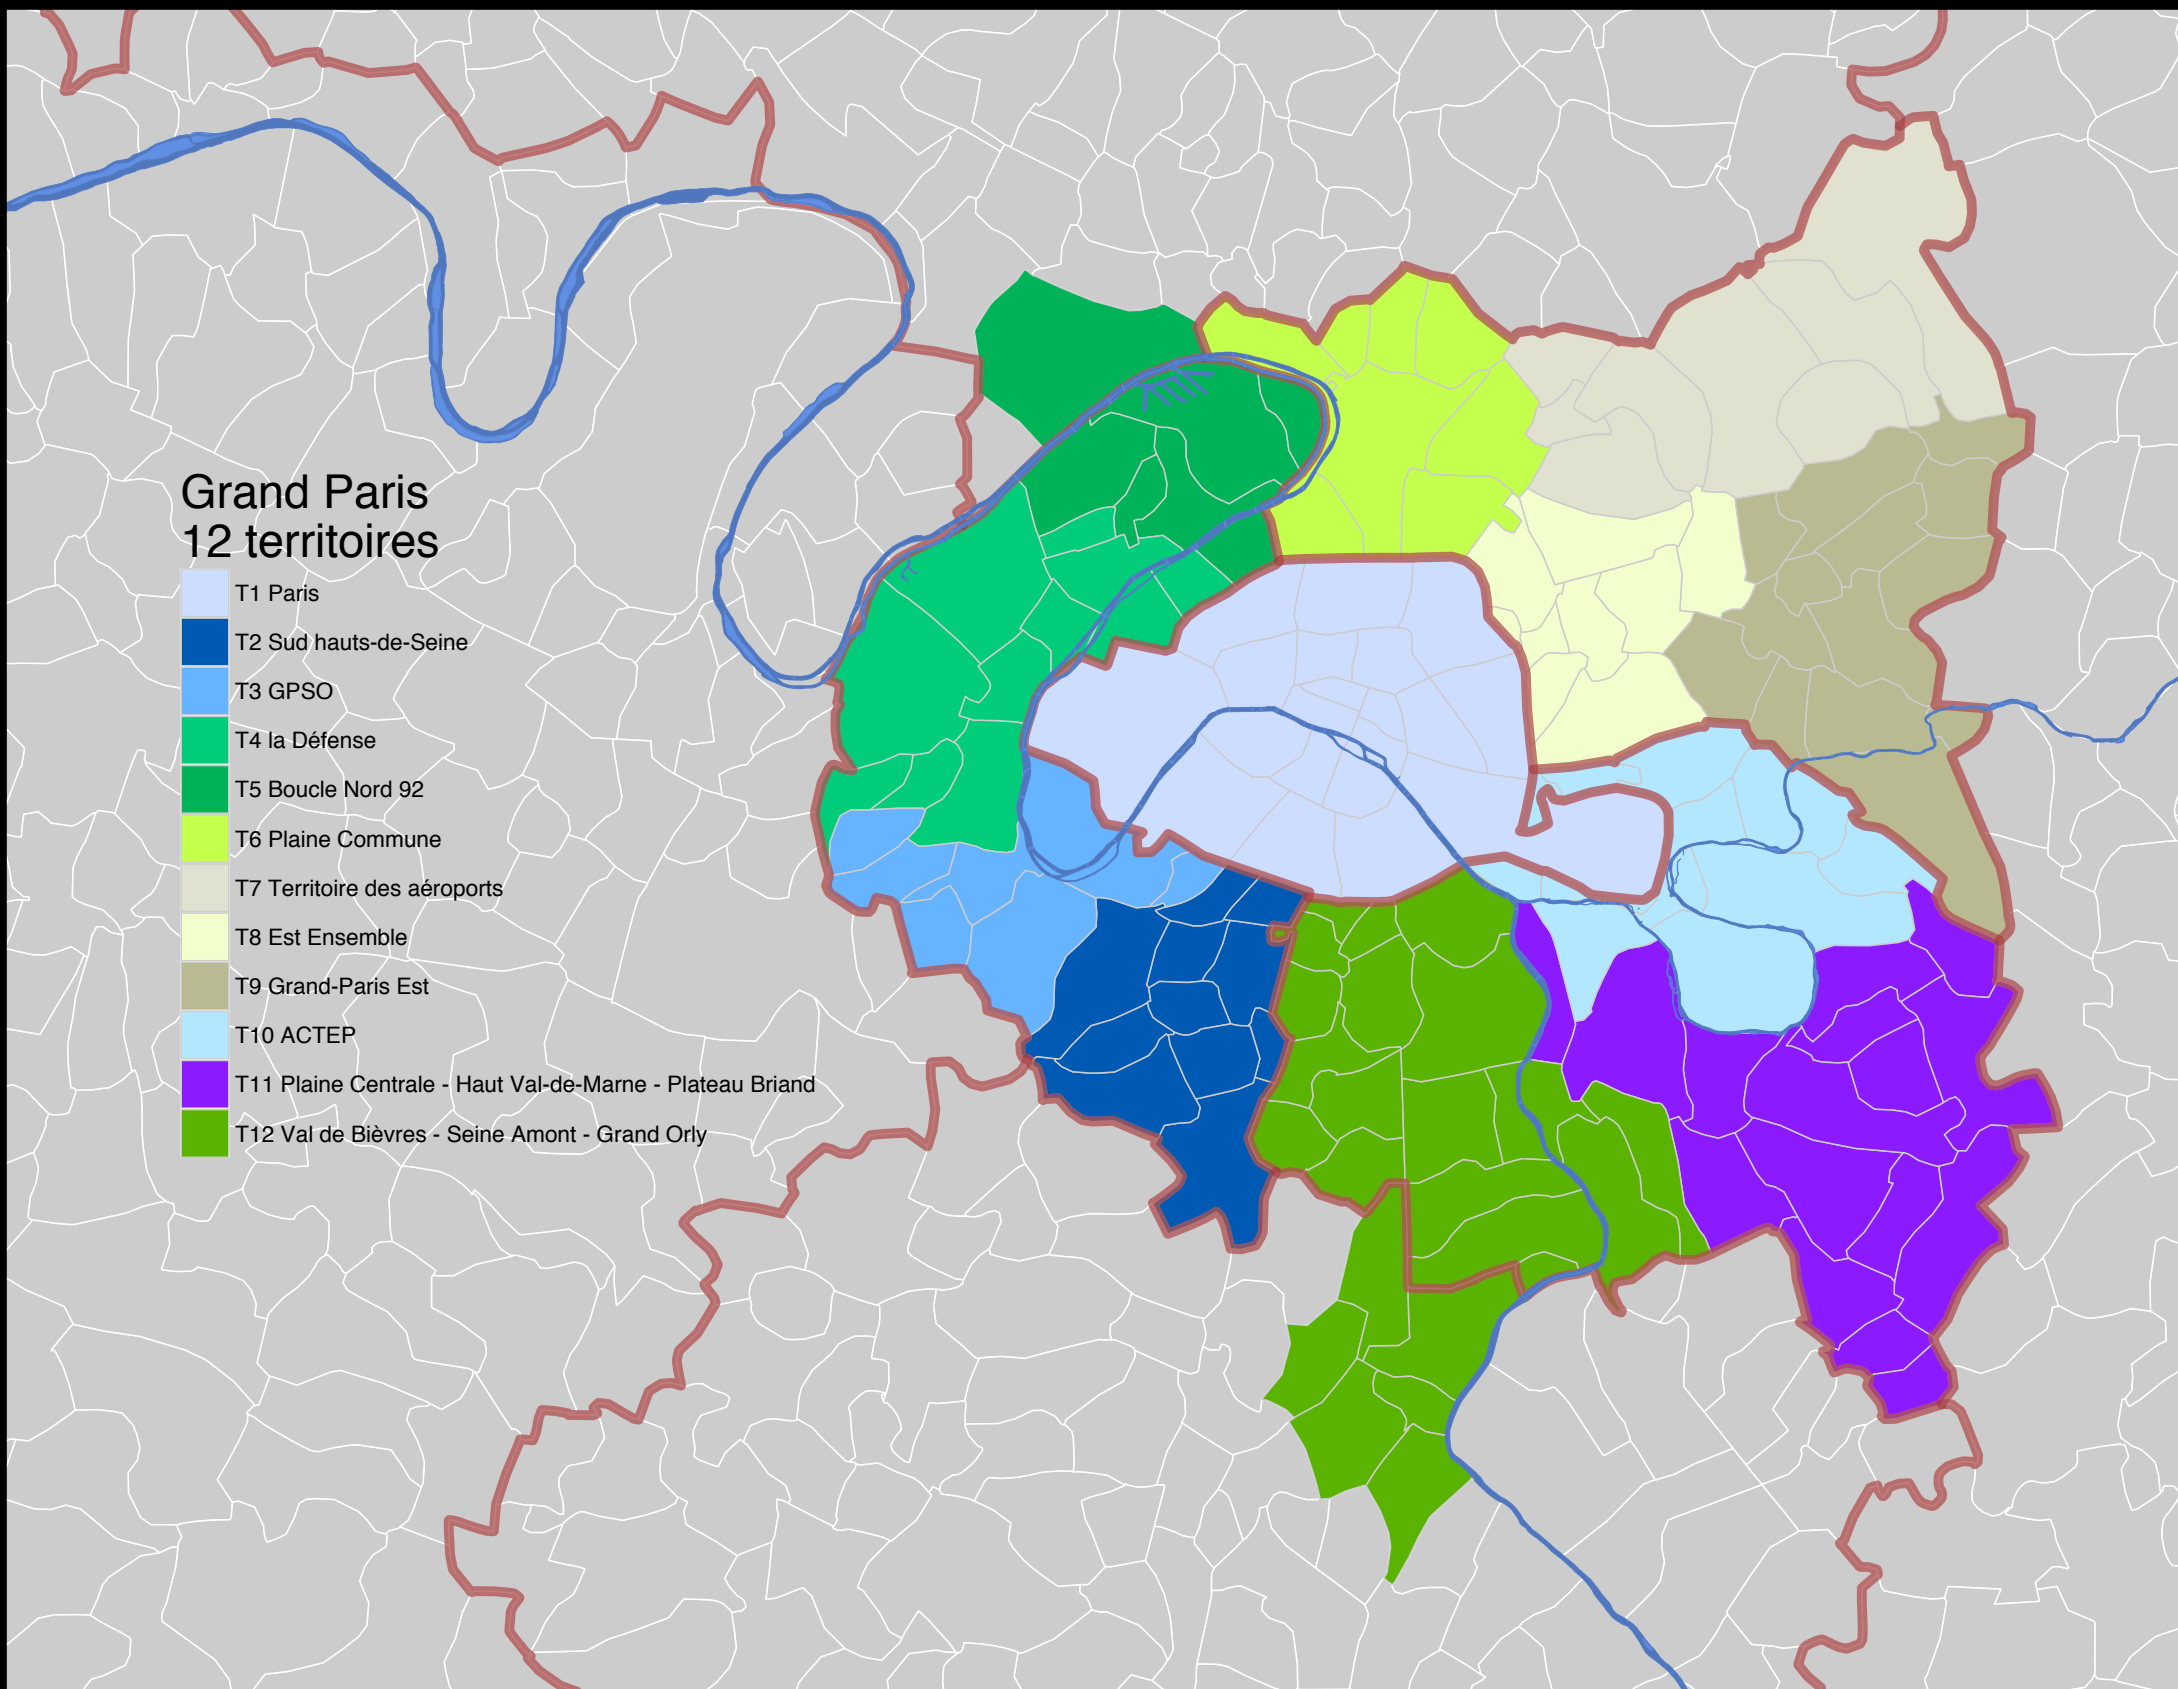 Grand Paris
12 territoires
T1 Paris
T2 Sud hauts-de-Seine
T3 GPSO
T4 la Défense
T5 Boucle Nord 92
T6 Plaine Commune
T7 Territoire des aéroports
T8 Est Ensemble
T9 Grand-Paris Est
T10 ACTEP
T11 Plaine Centrale - Haut Val-de-Marne - Plateau Briand
T12 Val de Bièvres - Seine Amont - Grand Orly